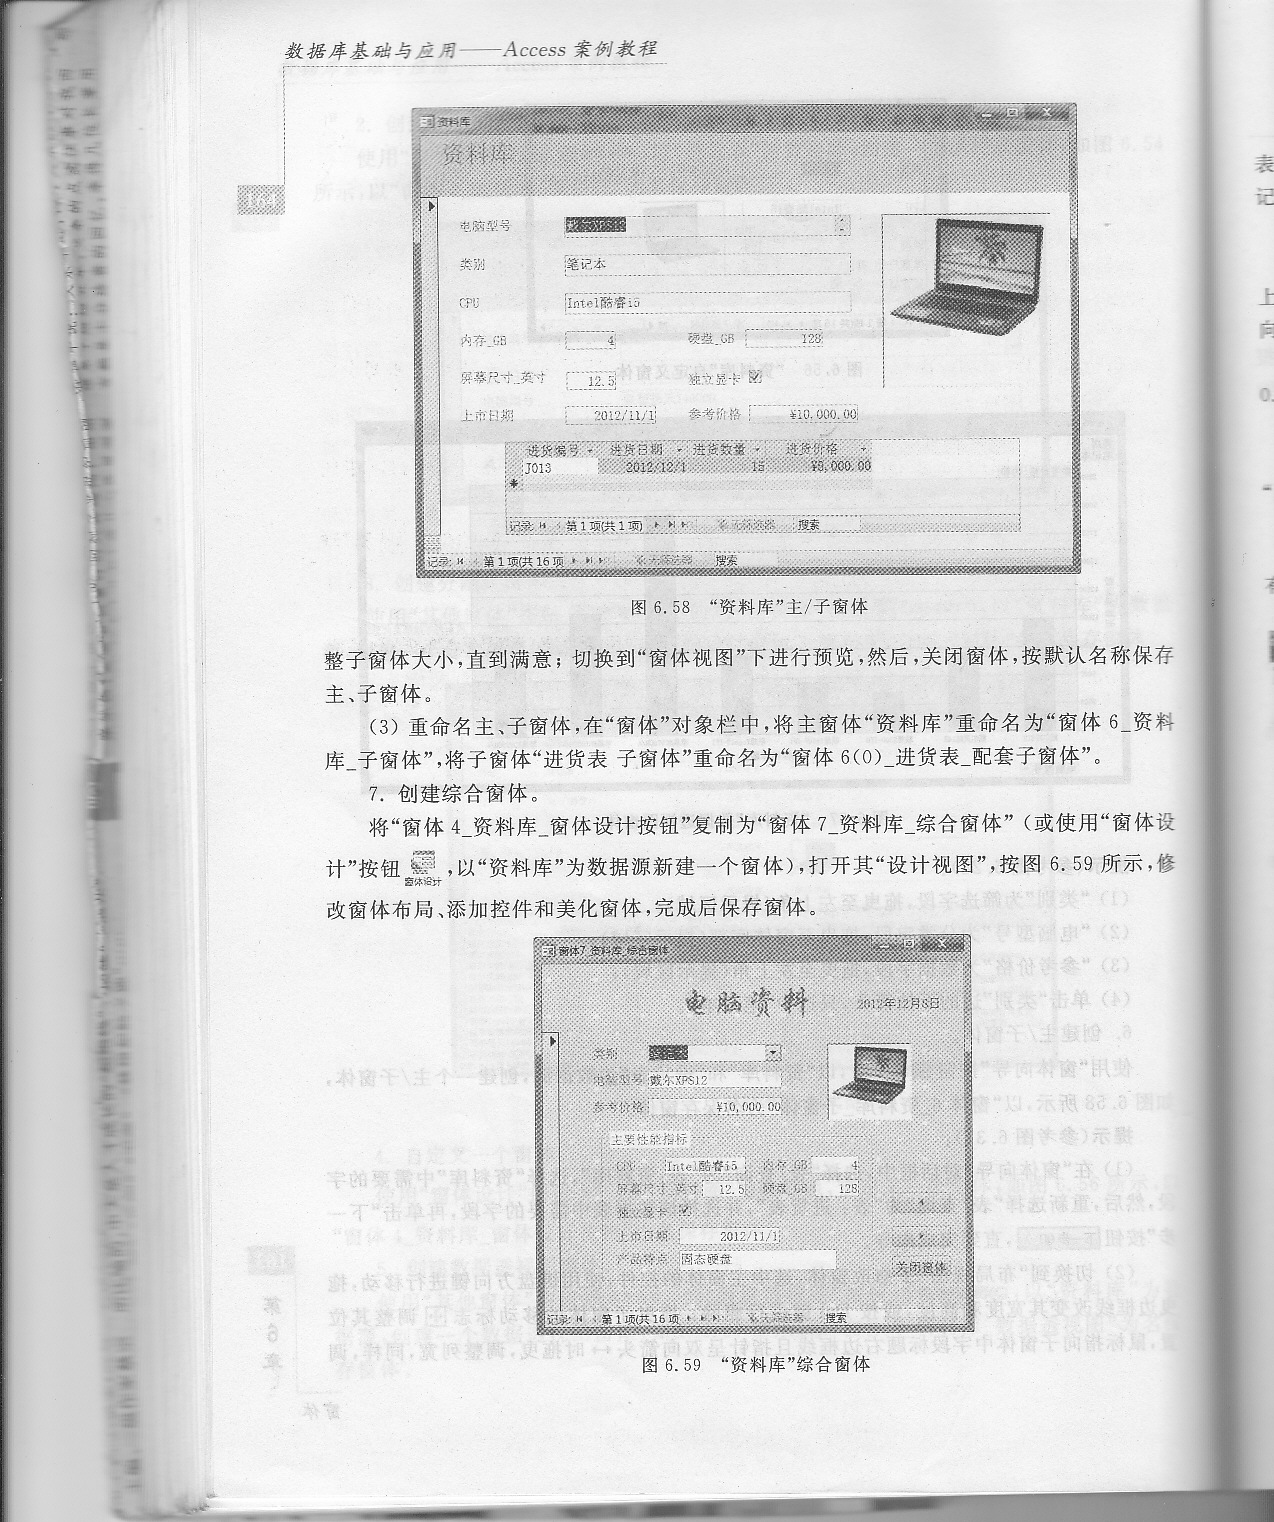 数据库基础与应用——Access 案例教程
164
资料库
资料库
电脑型号 戴尔XPS12
类别 笔记本
CPU Intel酷睿i5
内存_GB 4 硬盘_GB 128
屏幕尺寸_英寸 12.5 独立显卡
上市日期 2012/11/1 参考价格 ¥10,000.00
进货编号 进货日期 进货数量 进货价格
J013 2012/12/1 15 ¥9,000.00
记录: 第1项(共1项) 无筛选器 搜索
记录: 第1项(共16项 无筛选器 搜索
图 6.58 “资料库”主/子窗体
整子窗体大小,直到满意；切换到“窗体视图”下进行预览,然后,关闭窗体,按默认名称保存
主、子窗体。
(3) 重命名主、子窗体,在“窗体”对象栏中,将主窗体“资料库”重命名为“窗体 6_资料
库_子窗体”,将子窗体“进货表 子窗体”重命名为“窗体 6(0)_进货表_配套子窗体”。
7. 创建综合窗体。
将“窗体 4_资料库_窗体设计按钮”复制为“窗体 7_资料库_综合窗体”（或使用“窗体设
计”按钮 窗体设计 ,以“资料库”为数据源新建一个窗体),打开其“设计视图”,按图 6.59 所示,修
改窗体布局、添加控件和美化窗体,完成后保存窗体。
窗体7_资料库_综合窗体
电脑资料 2012年12月8日
类别 笔记本
电脑型号 戴尔XPS12
参考价格 ¥10,000.00
主要性能指标
CPU Intel酷睿i5 内存_GB 4
屏幕尺寸_英寸 12.5 硬盘_GB 128
独立显卡
上市日期 2012/11/1
产品特点 固态硬盘
关闭窗体
记录: 第1项(共16项 无筛选器 搜索
图 6.59 “资料库”综合窗体
表
记
上
向
0.